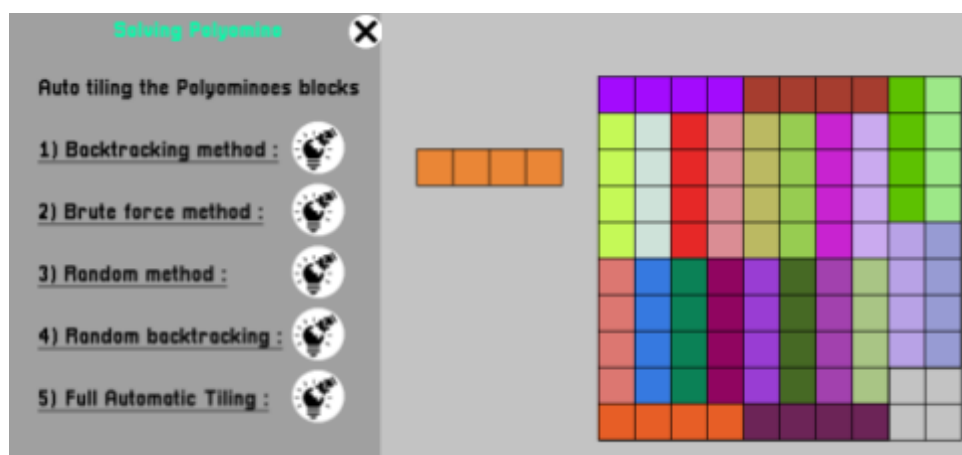 Solving Polyomino
Auto tiling the Polyominoes blocks
1) Backtracking method :
2) Brute force method :
3) Random method :
4) Random backtracking :
5) Full Automatic Tiling :